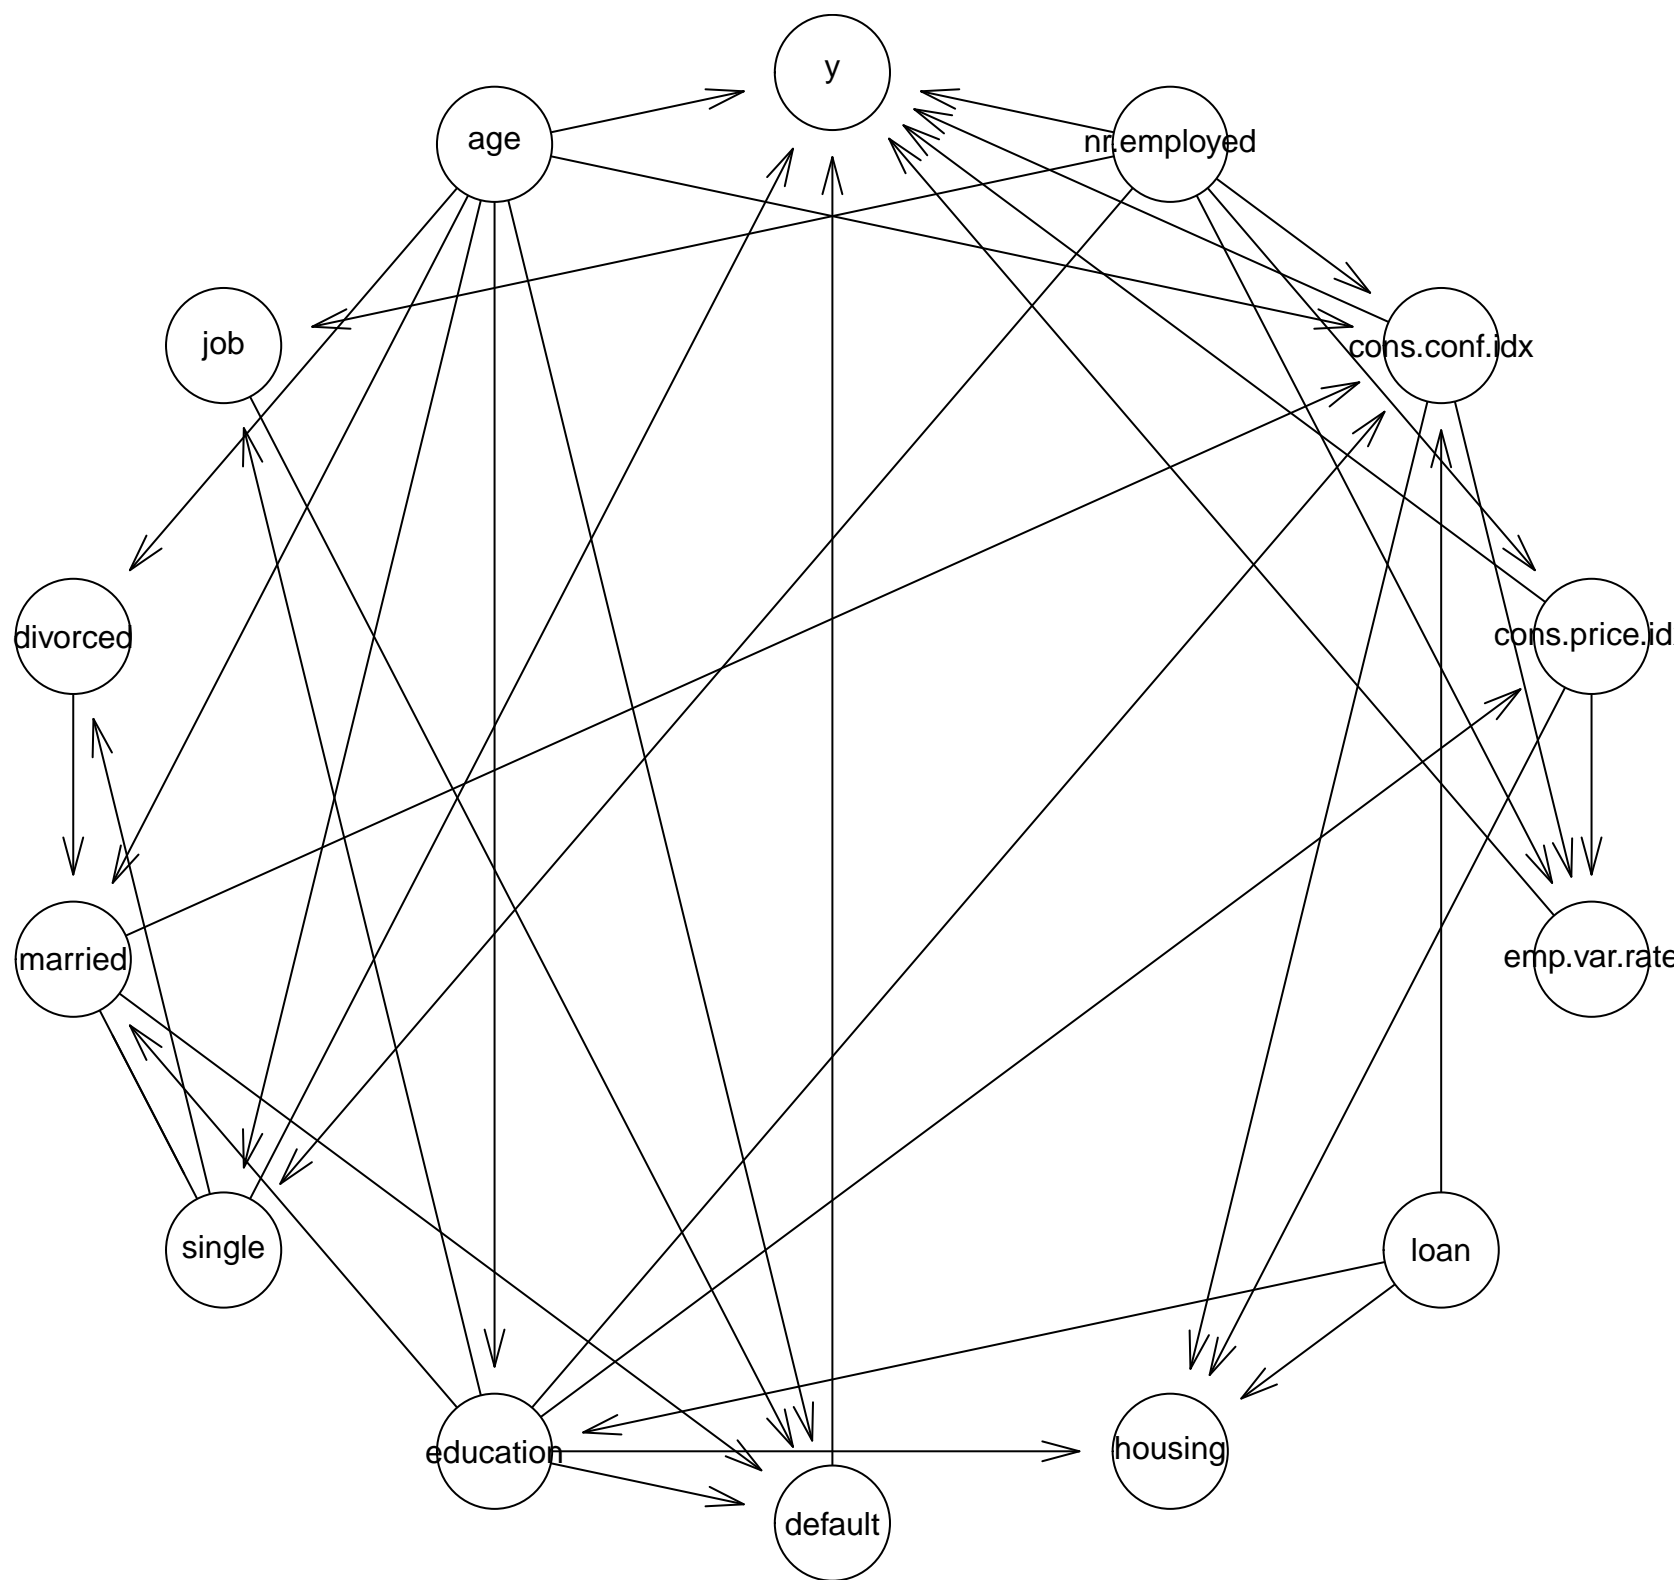 y
age
nr.employed
job
cons.conf.idx
divorced
cons.price.id
married
emp.var.rate
single
loan
education
housing
default